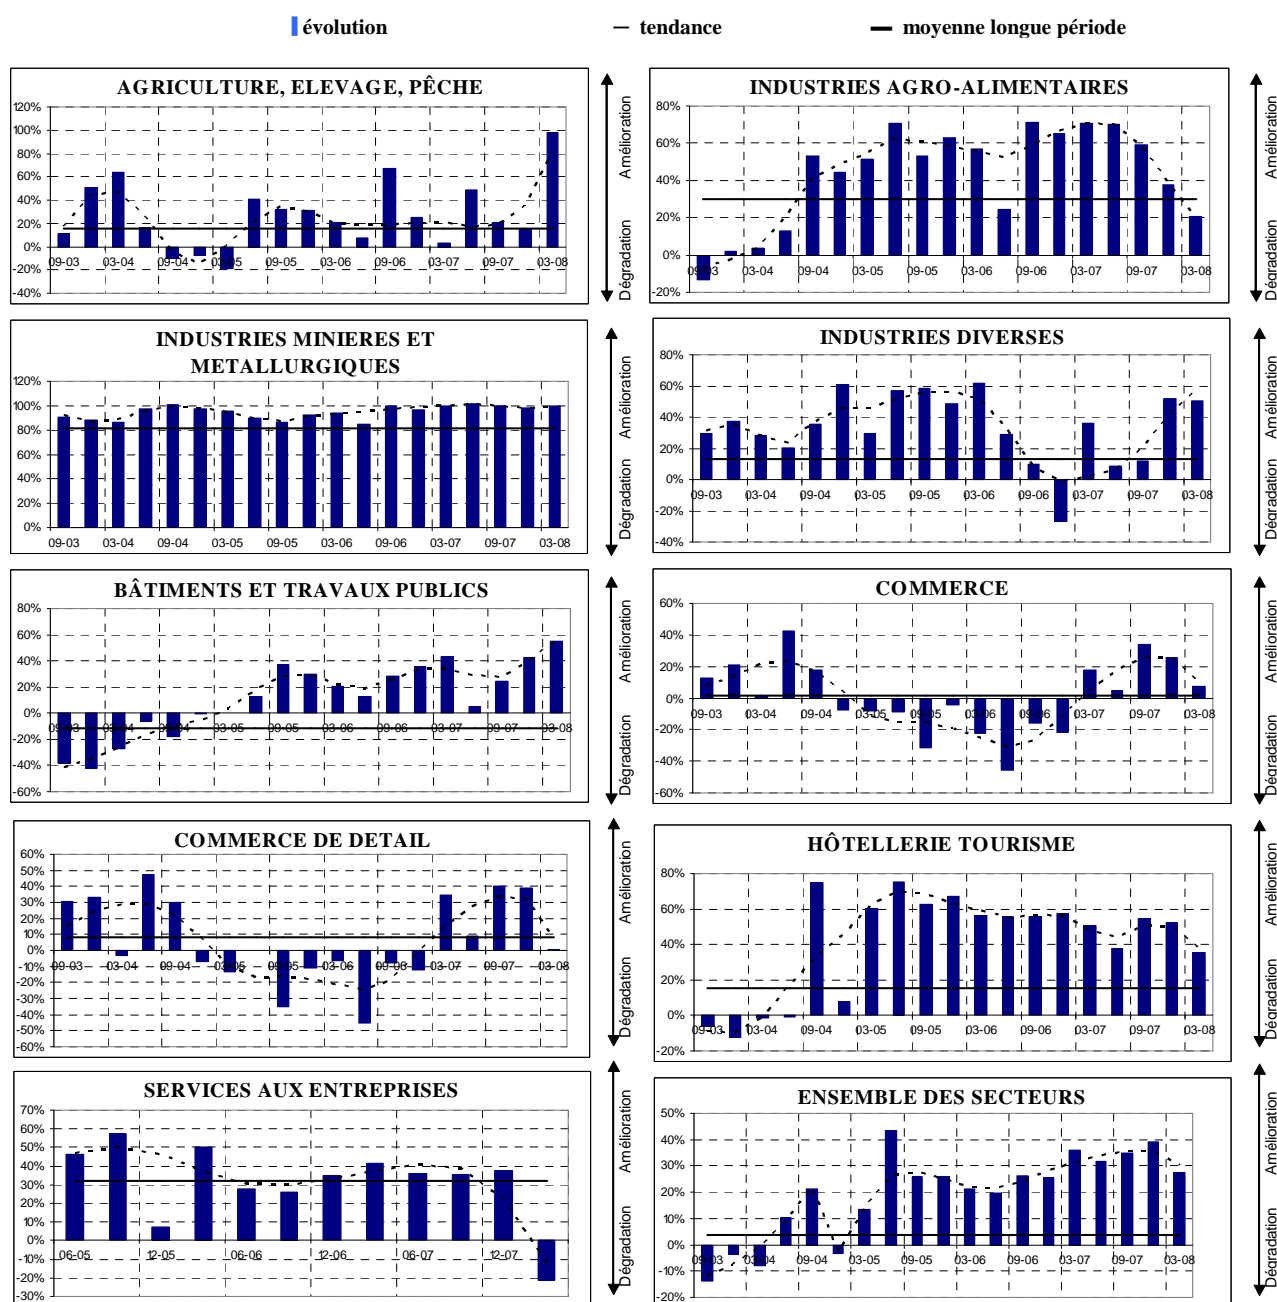 évolution
tendance
moyenne longue période
AGRICULTURE, ELEVAGE, PÊCHE
120%
100%
80%
60%
40%
20%
0%
-20%
-40%
09-03 03-04 09-04 03-05 09-05 03-06 09-06 03-07 09-07 03-08
Amélioration
Dégradation
INDUSTRIES AGRO-ALIMENTAIRES
80%
60%
40%
20%
0%
-20%
09-03 03-04 09-04 03-05 09-05 03-06 09-06 03-07 09-07 03-08
Amélioration
Dégradation
INDUSTRIES MINIERES ET
METALLURGIQUES
120%
100%
80%
60%
40%
20%
0%
09-03 03-04 09-04 03-05 09-05 03-06 09-06 03-07 09-07 03-08
Amélioration
Dégradation
INDUSTRIES DIVERSES
80%
60%
40%
20%
0%
-20%
-40%
09-03 03-04 09-04 03-05 09-05 03-06 09-06 03-07 09-07 03-08
Amélioration
Dégradation
BÂTIMENTS ET TRAVAUX PUBLICS
80%
60%
40%
20%
0%
-20%
-40%
-60%
09-03 03-04 09-04 03-05 09-05 03-06 09-06 03-07 09-07 03-08
Amélioration
Dégradation
COMMERCE
60%
40%
20%
0%
-20%
-40%
-60%
09-03 03-04 09-04 03-05 09-05 03-06 09-06 03-07 09-07 03-08
Amélioration
Dégradation
COMMERCE DE DETAIL
60%
50%
40%
30%
20%
10%
0%
-10%
-20%
-30%
-40%
-50%
-60%
09-03 03-04 09-04 03-05 09-05 03-06 09-06 03-07 09-07 03-08
Amélioration
Dégradation
HÔTELLERIE TOURISME
80%
60%
40%
20%
0%
-20%
09-03 03-04 09-04 03-05 09-05 03-06 09-06 03-07 09-07 03-08
Amélioration
Dégradation
SERVICES AUX ENTREPRISES
70%
60%
50%
40%
30%
20%
10%
0%
-10%
-20%
-30%
06-05 12-05 06-06 12-06 06-07 12-07
Amélioration
Dégradation
ENSEMBLE DES SECTEURS
50%
40%
30%
20%
10%
0%
-10%
-20%
09-03 03-04 09-04 03-05 09-05 03-06 09-06 03-07 09-07 03-08
Amélioration
Dégradation